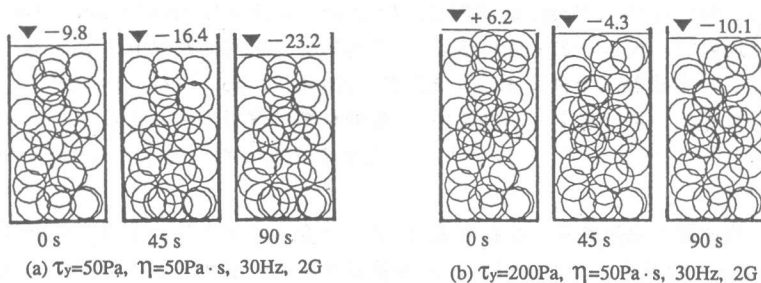 ▼ −9.8
▼ −16.4
▼ −23.2
0 s
45 s
90 s
(a) τy=50Pa, η=50Pa·s, 30Hz, 2G
▼ + 6.2
▼ −4.3
▼ −10.1
0 s
45 s
90 s
(b) τy=200Pa, η=50Pa·s, 30Hz, 2G